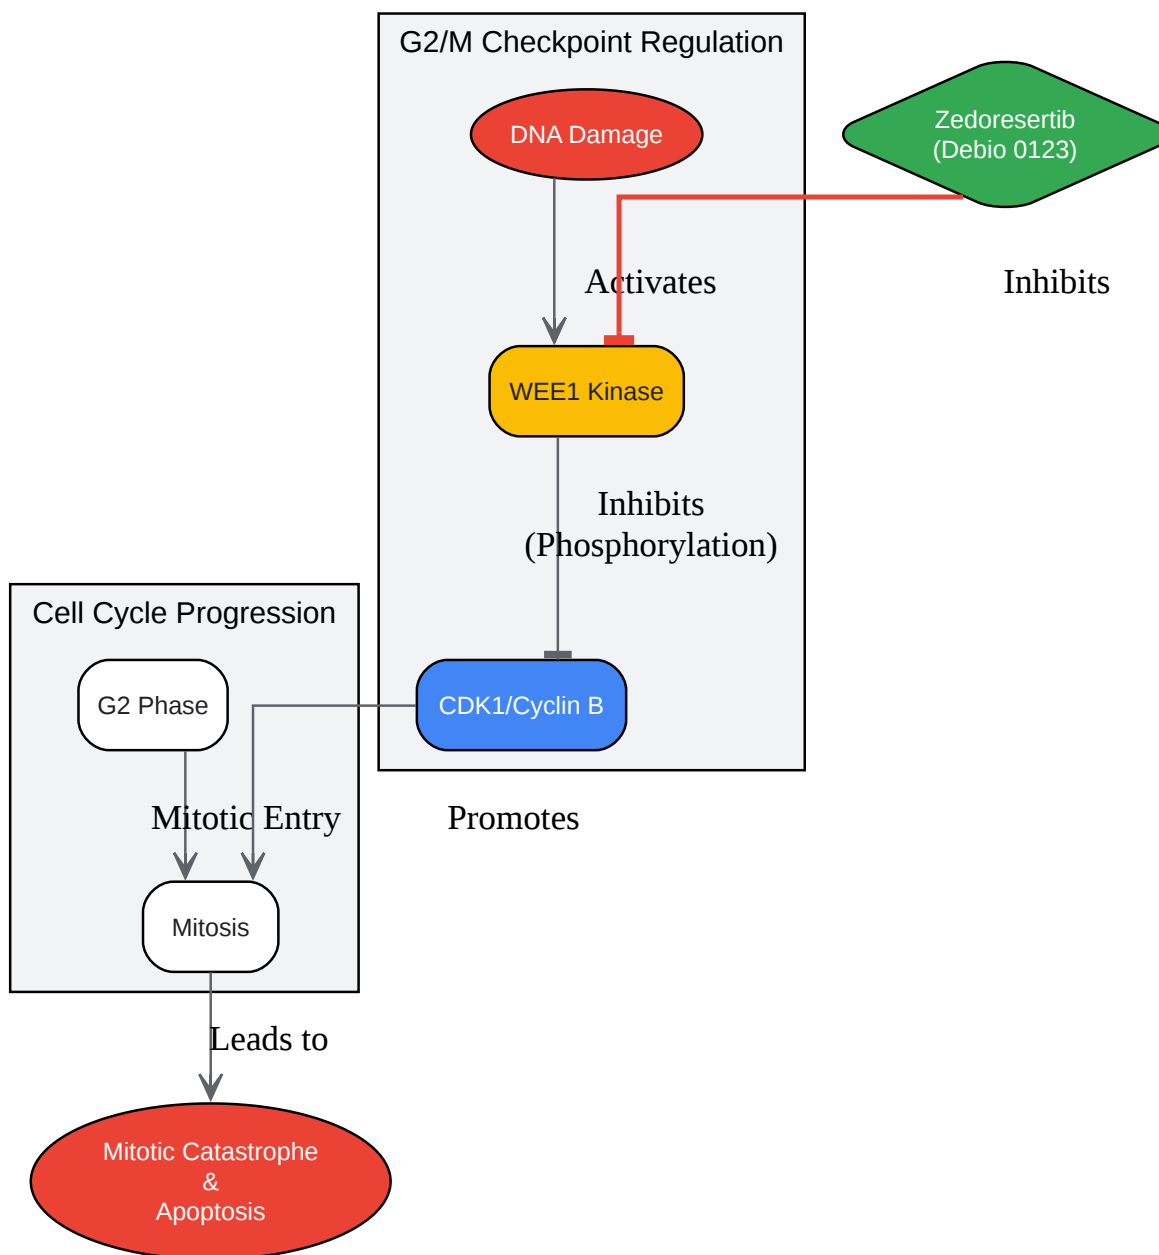 G2/M Checkpoint Regulation
DNA Damage
Zedoresertib
(Debio 0123)
Activates
Inhibits
WEE1 Kinase
Inhibits
(Phosphorylation)
Cell Cycle Progression
G2 Phase
CDK1/Cyclin B
Mitotic Entry
Promotes
Mitosis
Leads to
Mitotic Catastrophe
&
Apoptosis